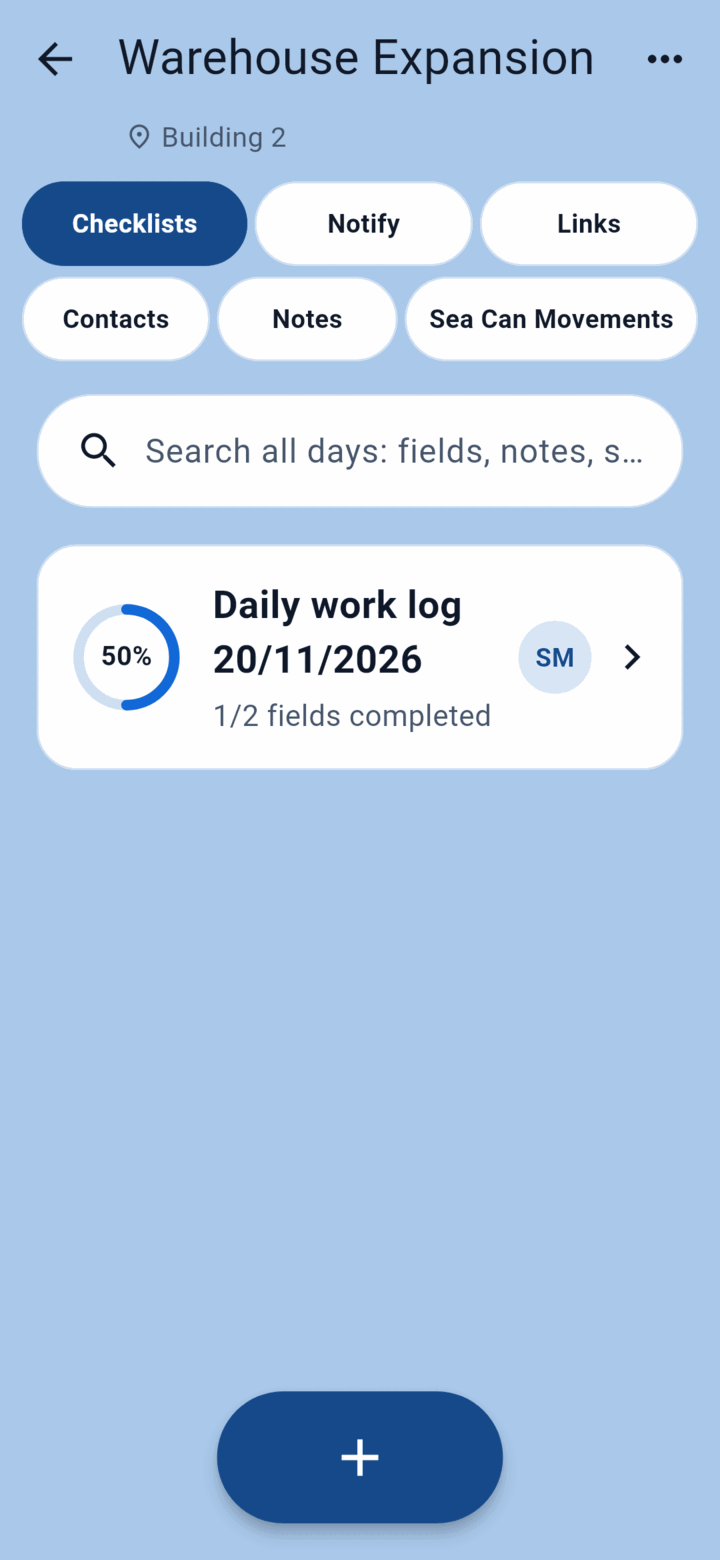 Warehouse Expansion
Building 2
Checklists
Notify
Links
Contacts
Notes
Sea Can Movements
Search all days: fields, notes, s…
50%
Daily work log
20/11/2026
1/2 fields completed
SM